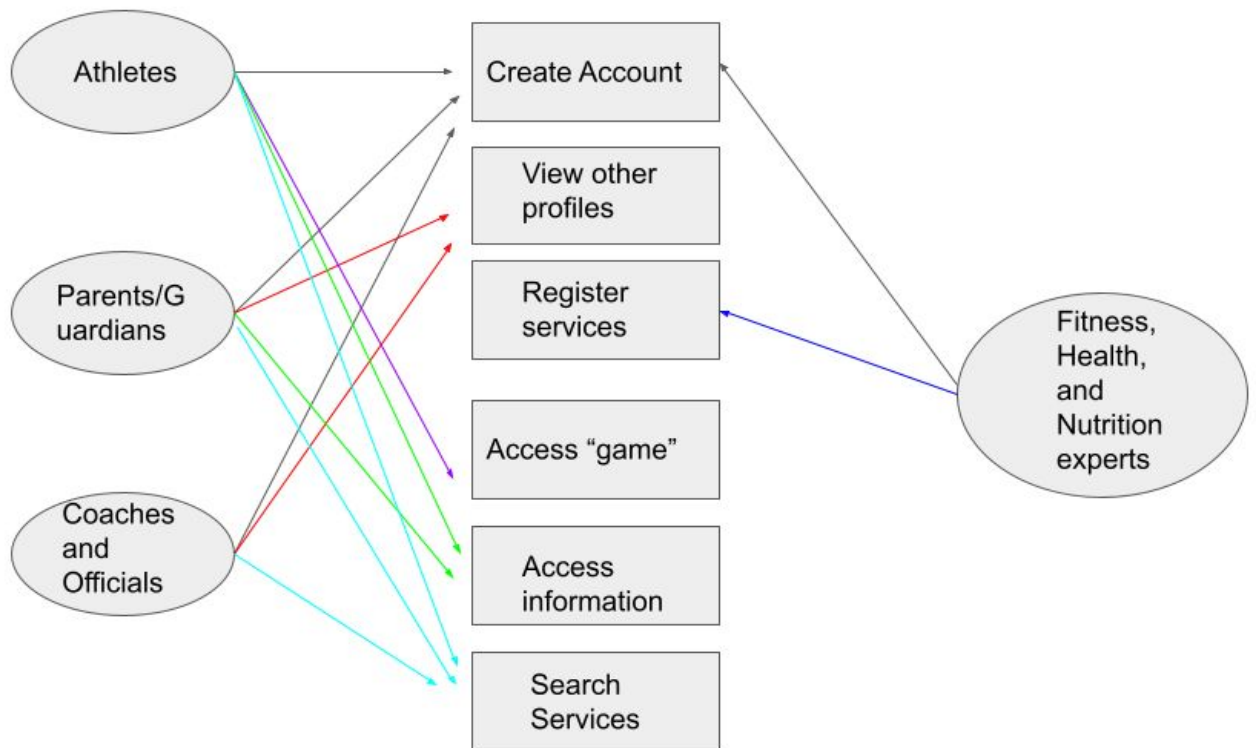 Athletes
Create Account
View other
profiles
Parents/G
uardians
Register
services
Fitness,
Health,
and
Nutrition
experts
Access “game”
Coaches
and
Officials
Access
information
Search
Services